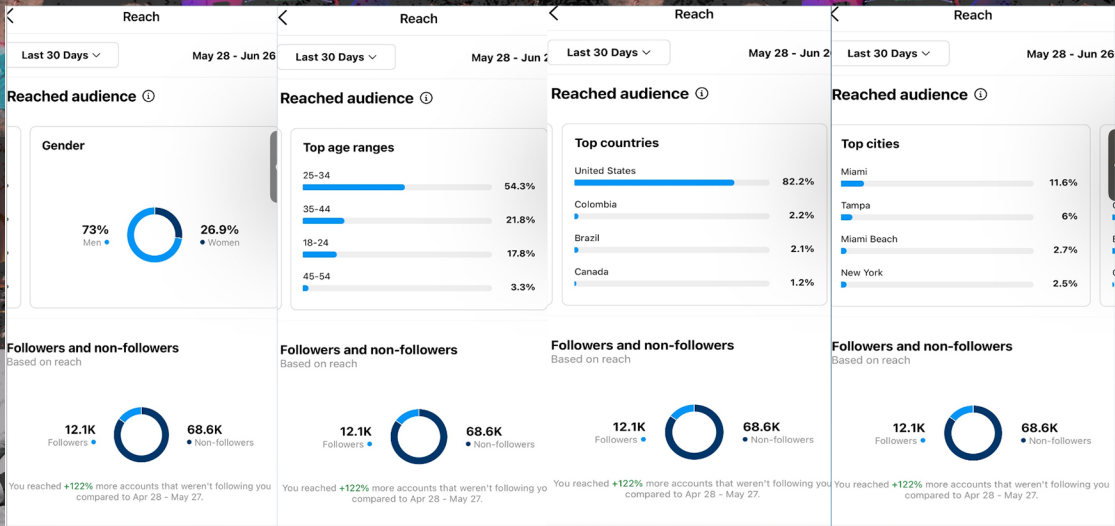 Reach
Last 30 Days
May 28 - Jun 26
Reached audience
Gender
73%
Men
26.9%
Women
Followers and non-followers
Based on reach
12.1K
Followers
68.6K
Non-followers
You reached +122% more accounts that weren't following you
compared to Apr 28 - May 27.
Reach
Last 30 Days
May 28 - Jun 2
Reached audience
Top age ranges
25-34
54.3%
35-44
21.8%
18-24
17.8%
45-54
3.3%
Followers and non-followers
Based on reach
12.1K
Followers
68.6K
Non-followers
You reached +122% more accounts that weren't following yo
compared to Apr 28 - May 27.
Reach
Last 30 Days
May 28 - Jun 2
Reached audience
Top countries
United States
82.2%
Colombia
2.2%
Brazil
2.1%
Canada
1.2%
Followers and non-followers
Based on reach
12.1K
Followers
68.6K
Non-followers
You reached +122% more accounts that weren't following you
compared to Apr 28 - May 27.
Reach
Last 30 Days
May 28 - Jun 26
Reached audience
Top cities
Miami
11.6%
Tampa
6%
Miami Beach
2.7%
New York
2.5%
Followers and non-followers
Based on reach
12.1K
Followers
68.6K
Non-followers
You reached +122% more accounts that weren't following you
compared to Apr 28 - May 27.